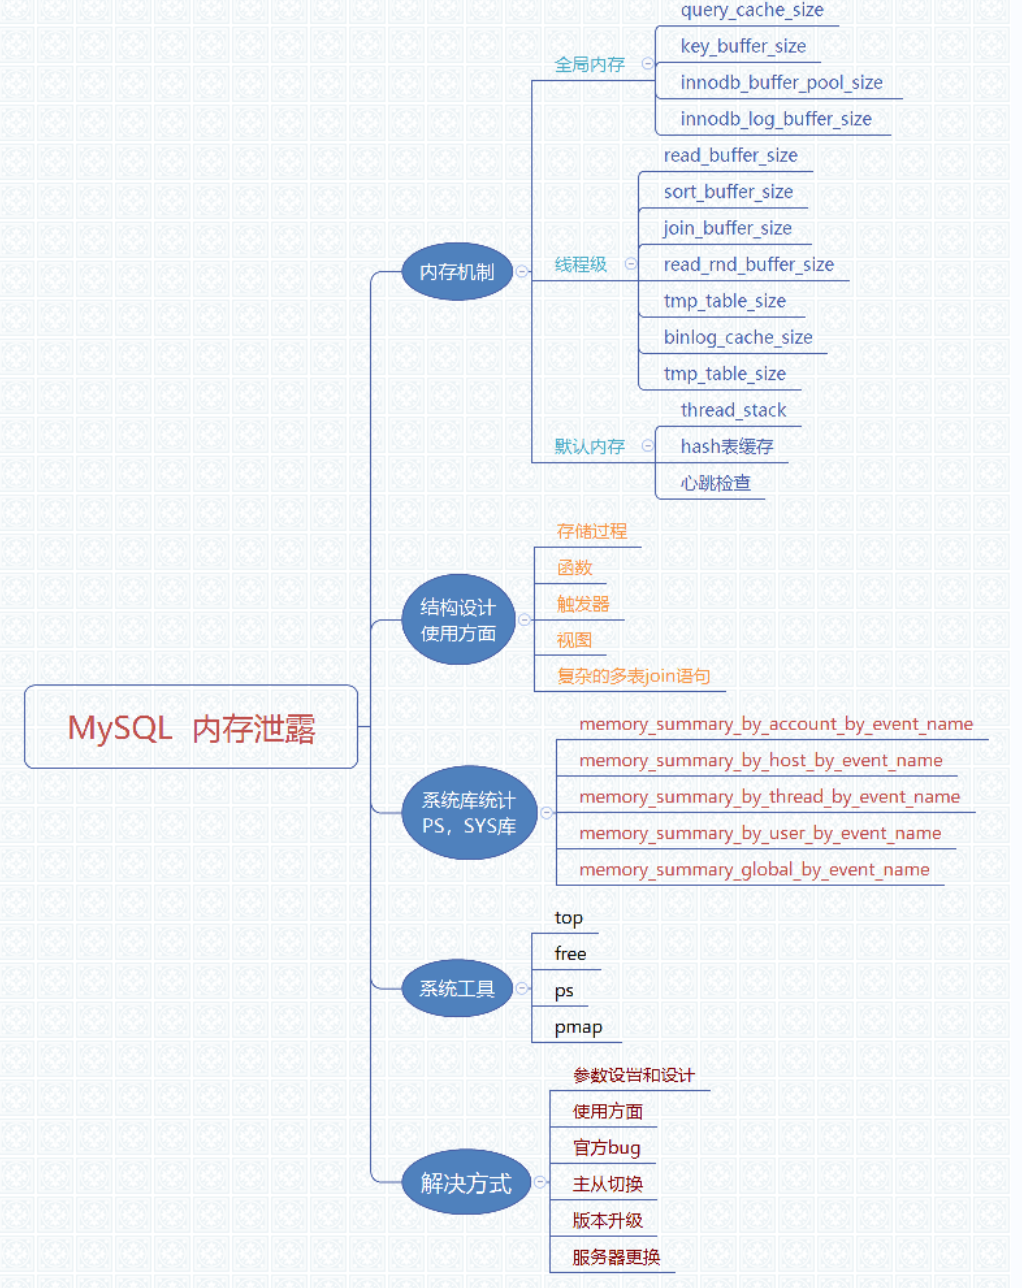 MySQL 内存泄露
内存机制
全局内存
query_cache_size
key_buffer_size
innodb_buffer_pool_size
innodb_log_buffer_size
线程级
read_buffer_size
sort_buffer_size
join_buffer_size
read_rnd_buffer_size
tmp_table_size
binlog_cache_size
tmp_table_size
默认内存
thread_stack
hash表缓存
心跳检查
结构设计
使用方面
存储过程
函数
触发器
视图
复杂的多表join语句
系统库统计
PS，SYS库
memory_summary_by_account_by_event_name
memory_summary_by_host_by_event_name
memory_summary_by_thread_by_event_name
memory_summary_by_user_by_event_name
memory_summary_global_by_event_name
系统工具
top
free
ps
pmap
解决方式
参数设置和设计
使用方面
官方bug
主从切换
版本升级
服务器更换